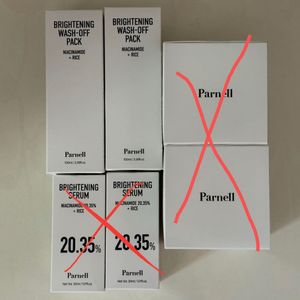 BRIGHTENING
WASH-OFF
PACK
NIACINAMIDE
+ RICE
Parnell
BRIGHTENING
WASH-OFF
PACK
NIACINAMIDE
+ RICE
Parnell
Parnell
Parnell
BRIGHTENING
SERUM
NIACINAMIDE 20.35%
+ RICE
20.35%
Parnell
BRIGHTENING
SERUM
NIACINAMIDE 20.35%
+ RICE
20.35%
Parnell